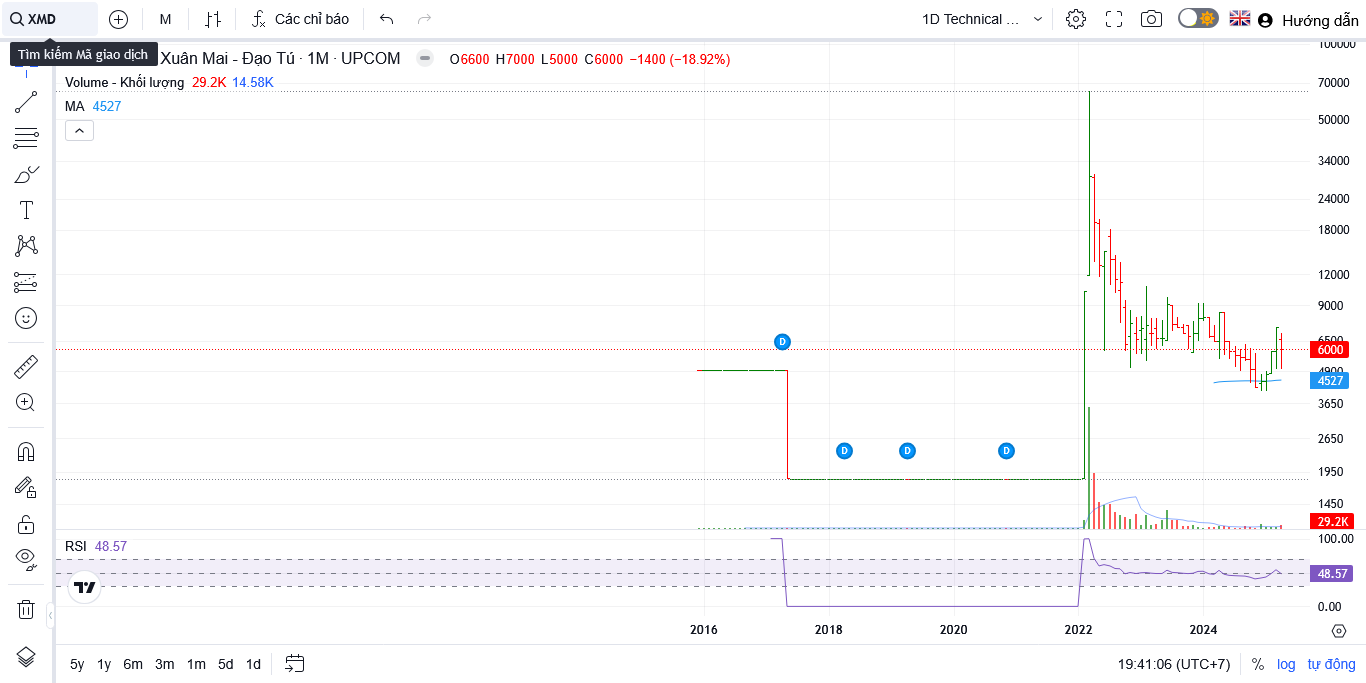 XMD
M
Các chỉ báo
1D Technical ...
Hướng dẫn
Tìm kiếm Mã giao dịch
Xuân Mai - Đạo Tú · 1M · UPCOM
O6600 H7000 L5000 C6000 −1400 (−18.92%)
Volume - Khối lượng 29.2K 14.58K
MA 4527
100000
70000
50000
34000
24000
18000
12000
9000
6500
6000
4900
4527
3650
2650
1950
1450
29.2K
D
D D D
RSI 48.57
100.00
48.57
0.00
2016 2018 2020 2022 2024
5y 1y 6m 3m 1m 5d 1d
19:41:06 (UTC+7) % log tự động